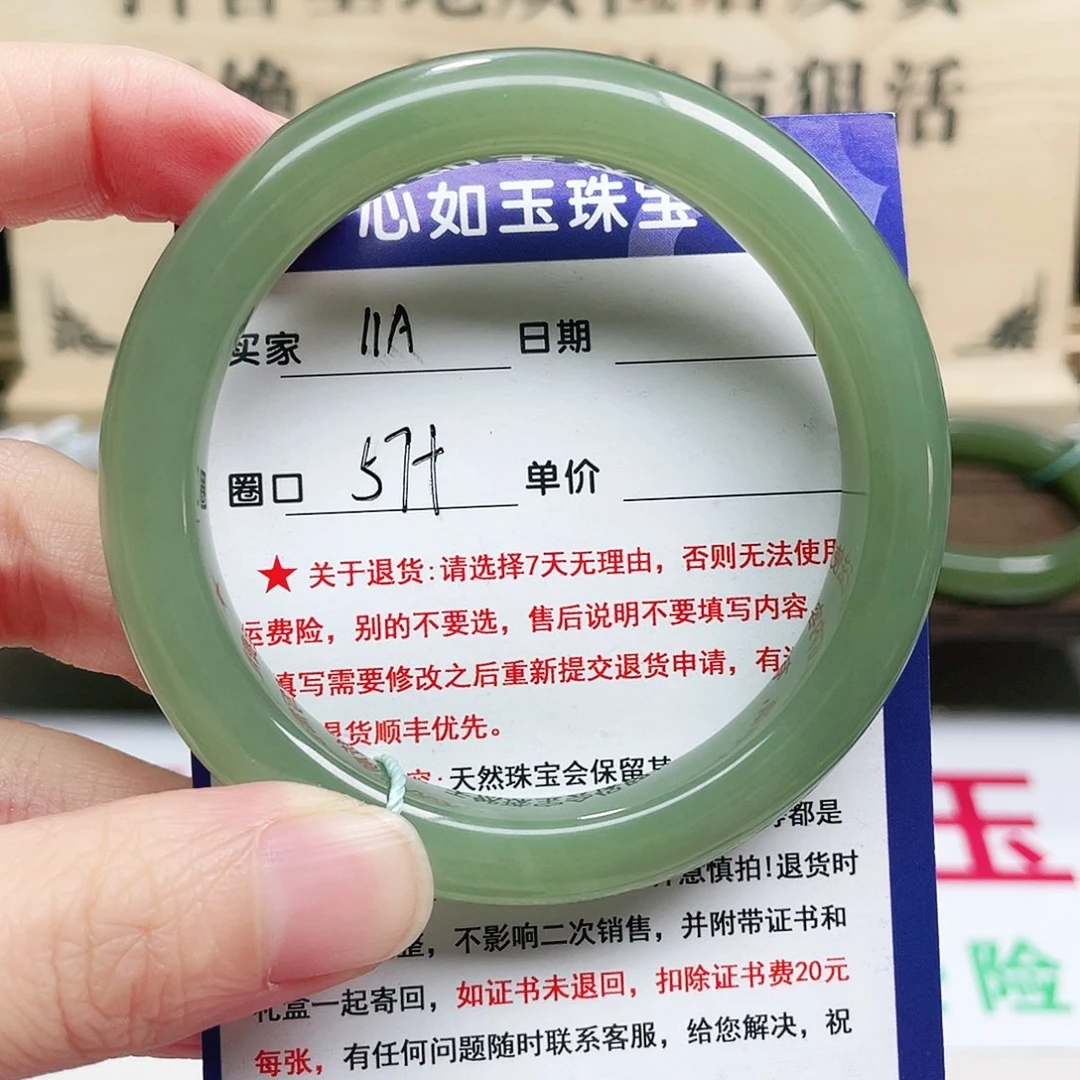 与狠活
心如玉珠宝
买家 11A 日期
圈口 57+ 单价
★关于退货:请选择7天无理由，否则无法使用
运费险，别的不要选，售后说明不要填写内容
填写需要修改之后重新提交退货申请，有
退货顺丰优先。
天然珠宝会保留其
都是
慎拍!退货时
整，不影响二次销售，并附带证书和
礼盒一起寄回，如证书未退回，扣除证书费20元
每张，有任何问题随时联系客服，给您解决，祝
玉
险